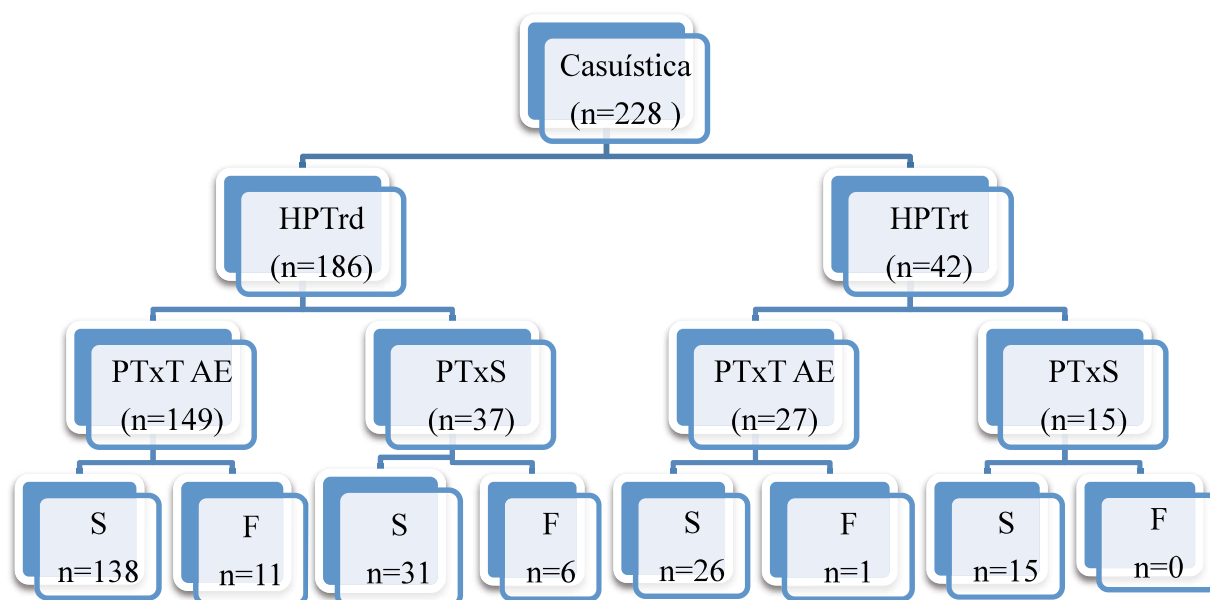 Casuística
(n=228 )
HPTrd
(n=186)
HPTrt
(n=42)
PTxT AE
(n=149)
PTxS
(n=37)
PTxT AE
(n=27)
PTxS
(n=15)
S
n=138
F
n=11
S
n=31
F
n=6
S
n=26
F
n=1
S
n=15
F
n=0